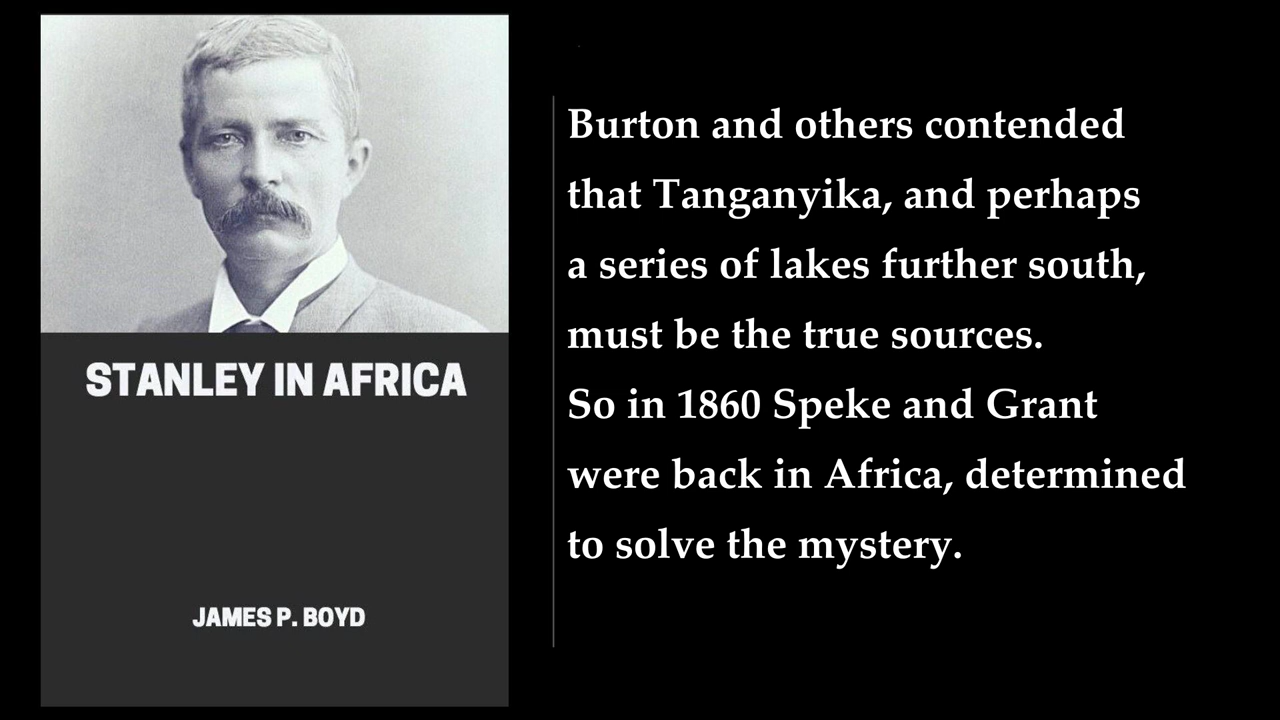 STANLEY IN AFRICA
JAMES P. BOYD
Burton and others contended
that Tanganyika, and perhaps
a series of lakes further south,
must be the true sources.
So in 1860 Speke and Grant
were back in Africa, determined
to solve the mystery.